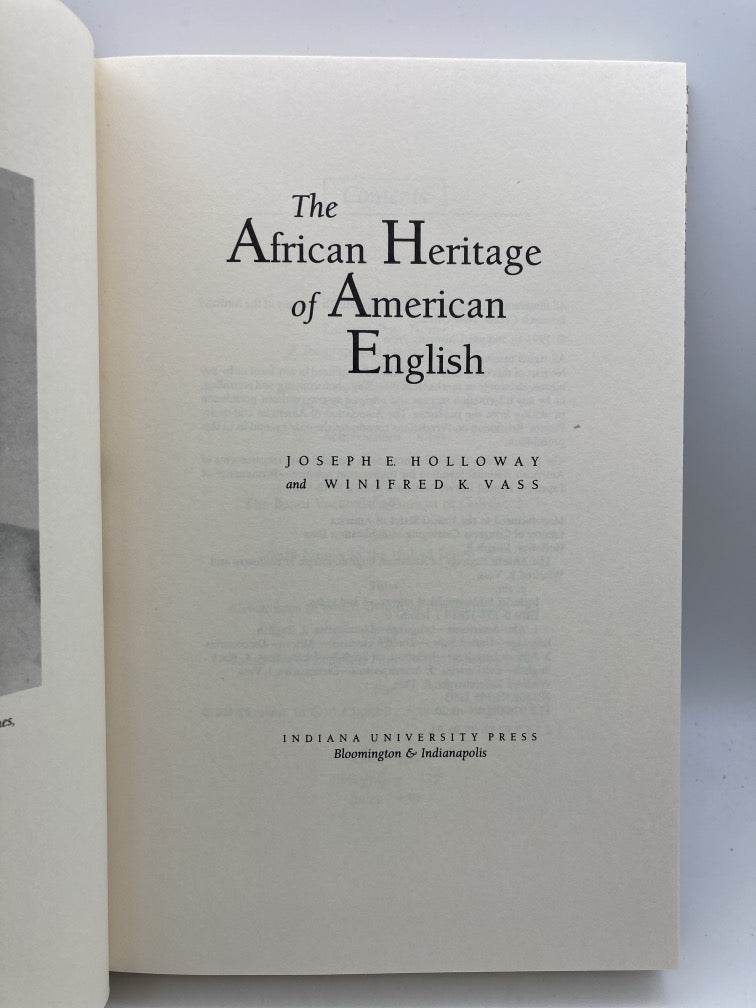 The
African Heritage
of American
English
JOSEPH E. HOLLOWAY
and WINIFRED K. VASS
INDIANA UNIVERSITY PRESS
Bloomington & Indianapolis